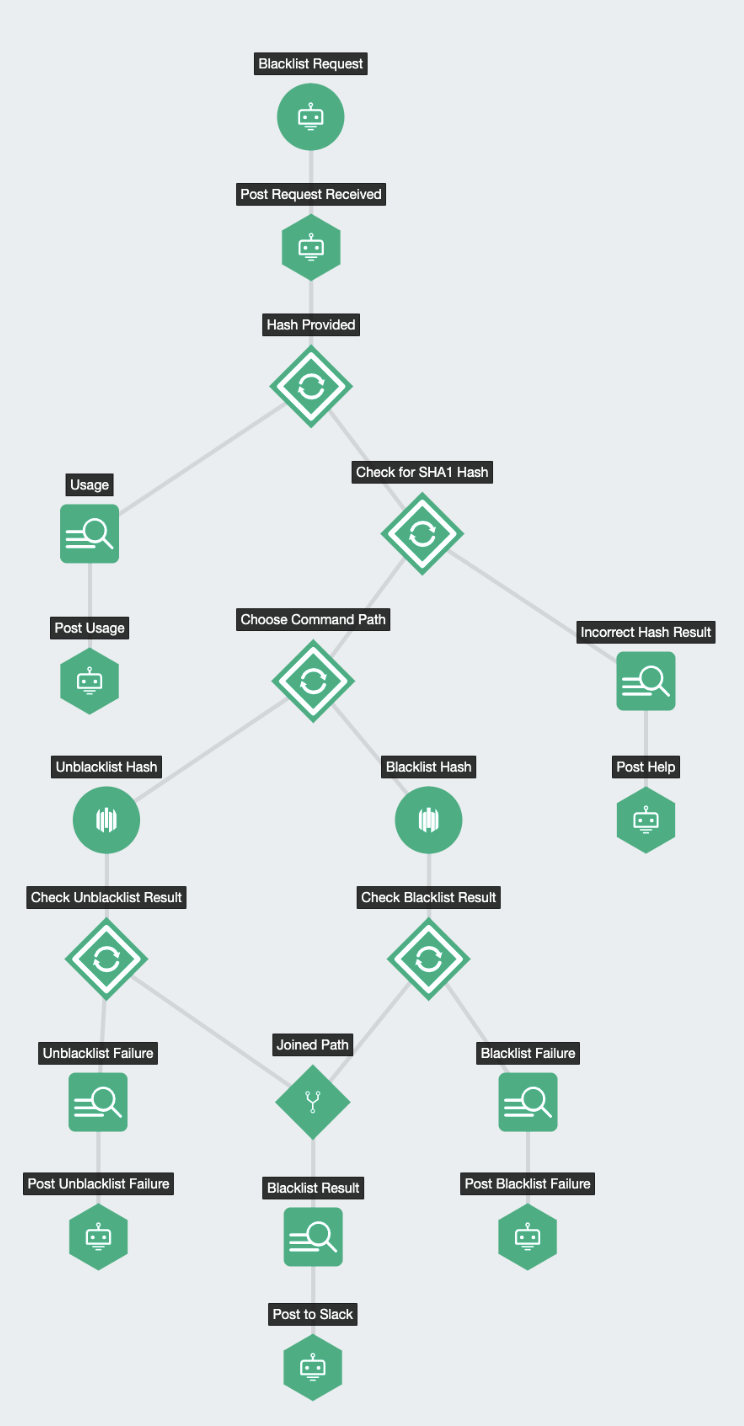 Blacklist Request
Post Request Received
Hash Provided
Check for SHA1 Hash
Usage
Choose Command Path
Post Usage
Incorrect Hash Result
Unblacklist Hash
Blacklist Hash
Post Help
Check Unblacklist Result
Check Blacklist Result
Joined Path
Unblacklist Failure
Blacklist Failure
Post Unblacklist Failure
Blacklist Result
Post Blacklist Failure
Post to Slack